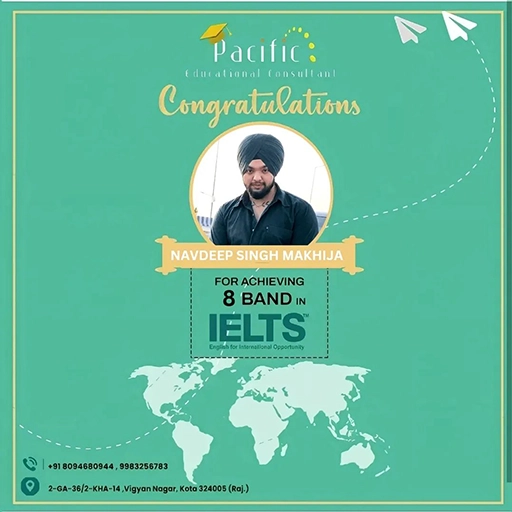 Pacific
Educational Consultant
Congratulations
NAVDEEP SINGH MAKHIJA
FOR ACHIEVING
8 BAND IN
IELTS™
English for International Opportunity
+91 8094680944 , 9983256783
2-GA-36/2-KHA-14 ,Vigyan Nagar, Kota 324005 (Raj.)